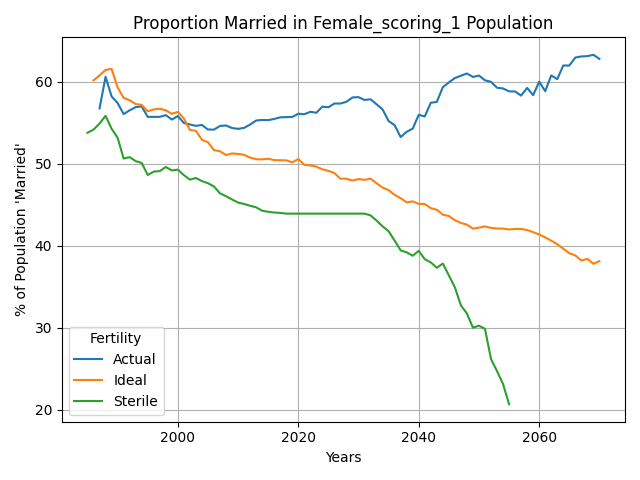 Proportion Married in Female_scoring_1 Population
% of Population 'Married'
60
50
40
30
20
Fertility
Actual
Ideal
Sterile
2000 2020 2040 2060
Years